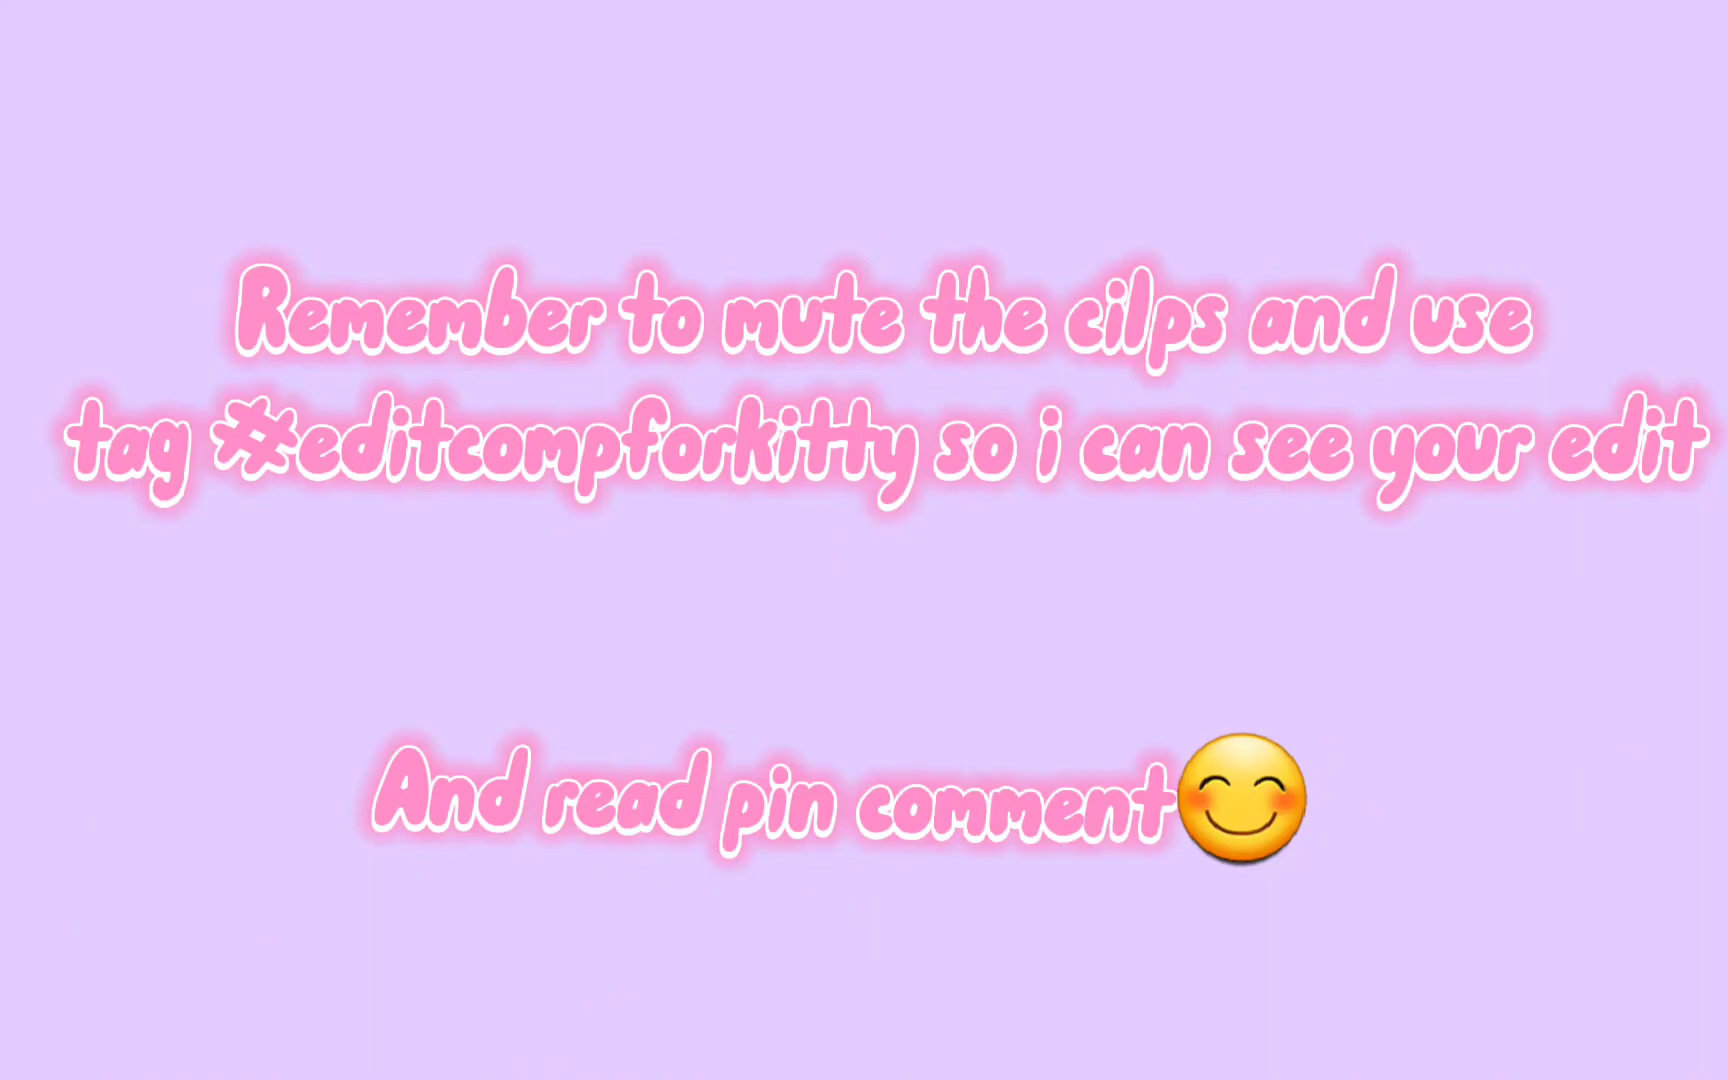 Remember to mute the cilps and use
tag #editcompforkitty so i can see your edit
And read pin comment😊